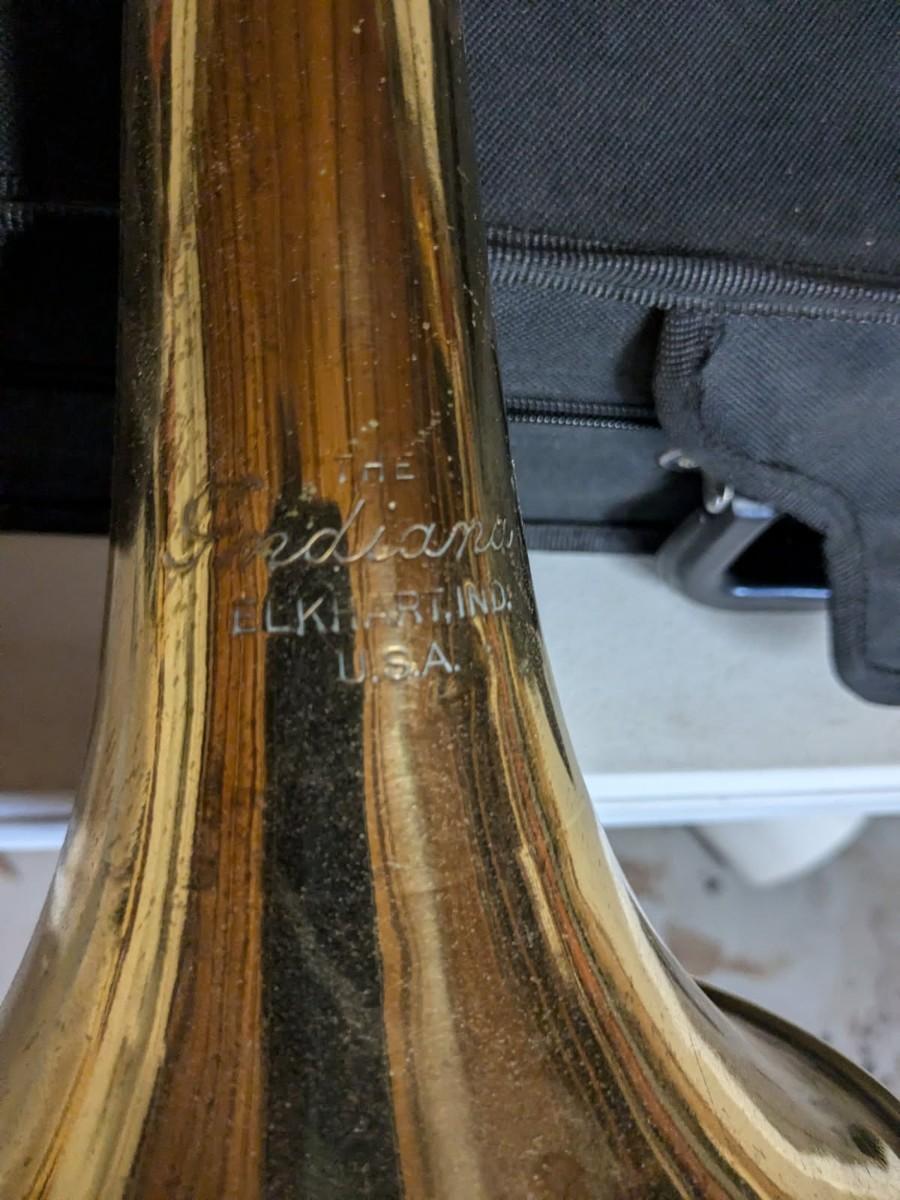 THE
Indiana
ELKHART, IND.
U.S.A.